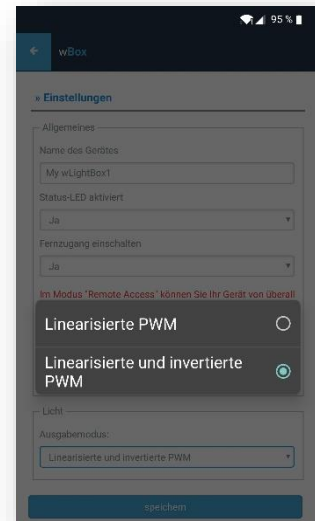 95 %
wBox
» Einstellungen
Allgemeines
Name des Gerätes
My wLightBox1
Status-LED aktiviert
Ja
Fernzugang einschalten
Ja
Im Modus "Remote Access" können Sie Ihr Gerät von überall
Linearisierte PWM
Linearisierte und invertierte
PWM
Licht
Ausgabemodus:
Linearisierte und invertierte PWM
speichern